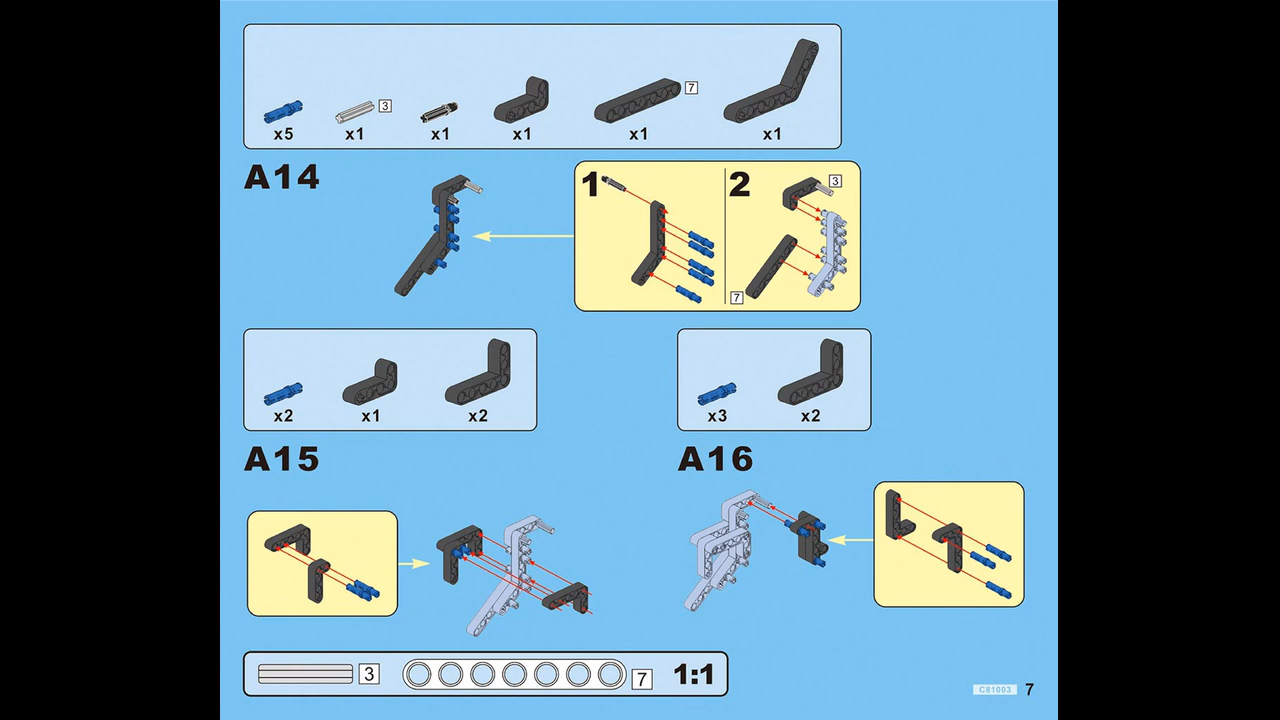 3
7
x5 x1 x1 x1 x1 x1
A14
1 2
3
7
x2 x1 x2
x3 x2
A15
A16
3 7 1:1
C81003 7